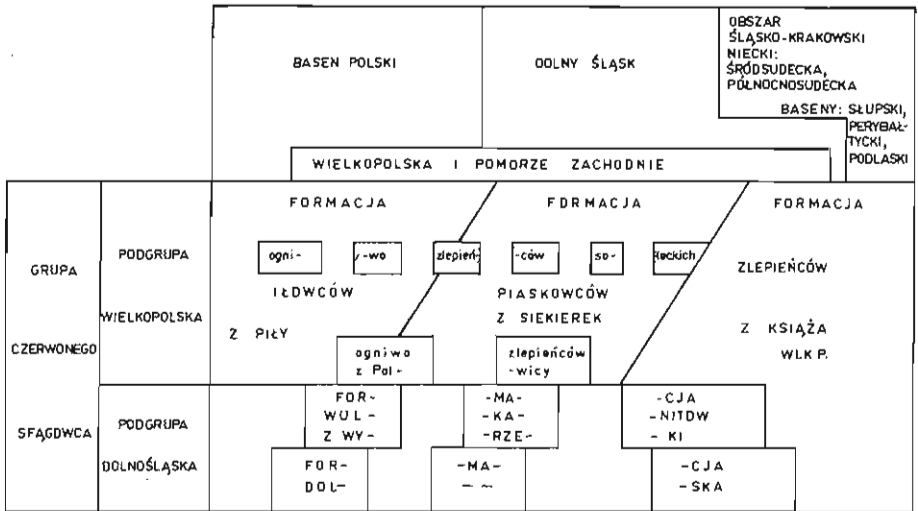 BASEN POLSKI
DOLNY ŚLĄSK
OBSZAR
ŚLĄSKO-KRAKOWSKI
NIECKI:
ŚRÓDSUDECKA,
PÓŁNOCNOSUDECKA
BASENY: SŁUPSKI,
PERYBAŁ-
TYCKI,
PODLASKI
WIELKOPOLSKA I POMORZE ZACHODNIE
GRUPA
CZERWONEGO
SPĄGOWCA
PODGRUPA
WIELKOPOLSKA
FORMACJA
FORMACJA
FORMACJA
ogni-
-wo
zlepień-
-ców
so-
łeckich
IŁOWCÓW
Z PIŁY
PIASKOWCÓW
Z SIEKIEREK
ZLEPIEŃCÓW
Z KSIĄŻA
WLKP.
ogniwo
z Pol-
zlepieńców
-wicy
PODGRUPA
DOLNOŚLĄSKA
FOR- -MA- -CJA
WUL- -KA- -NITOW
Z WY- -RZE- -KI
FOR- -MA- -CJA
DOL- -~ -SKA